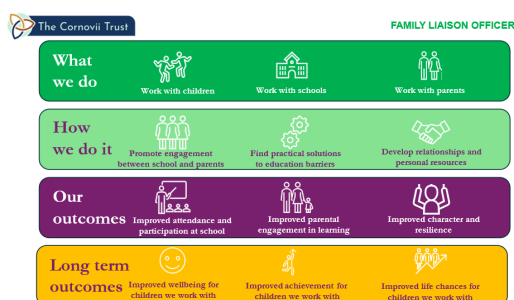 The Cornovii Trust
FAMILY LIAISON OFFICER
What
we do
Work with children
Work with schools
Work with parents
How
we do it
Promote engagement
between school and parents
Find practical solutions
to education barriers
Develop relationships and
personal resources
Our
outcomes
Improved attendance and
participation at school
Improved parental
engagement in learning
Improved character and
resilience
Long term
outcomes
Improved wellbeing for
children we work with
Improved achievement for
children we work with
Improved life chances for
children we work with